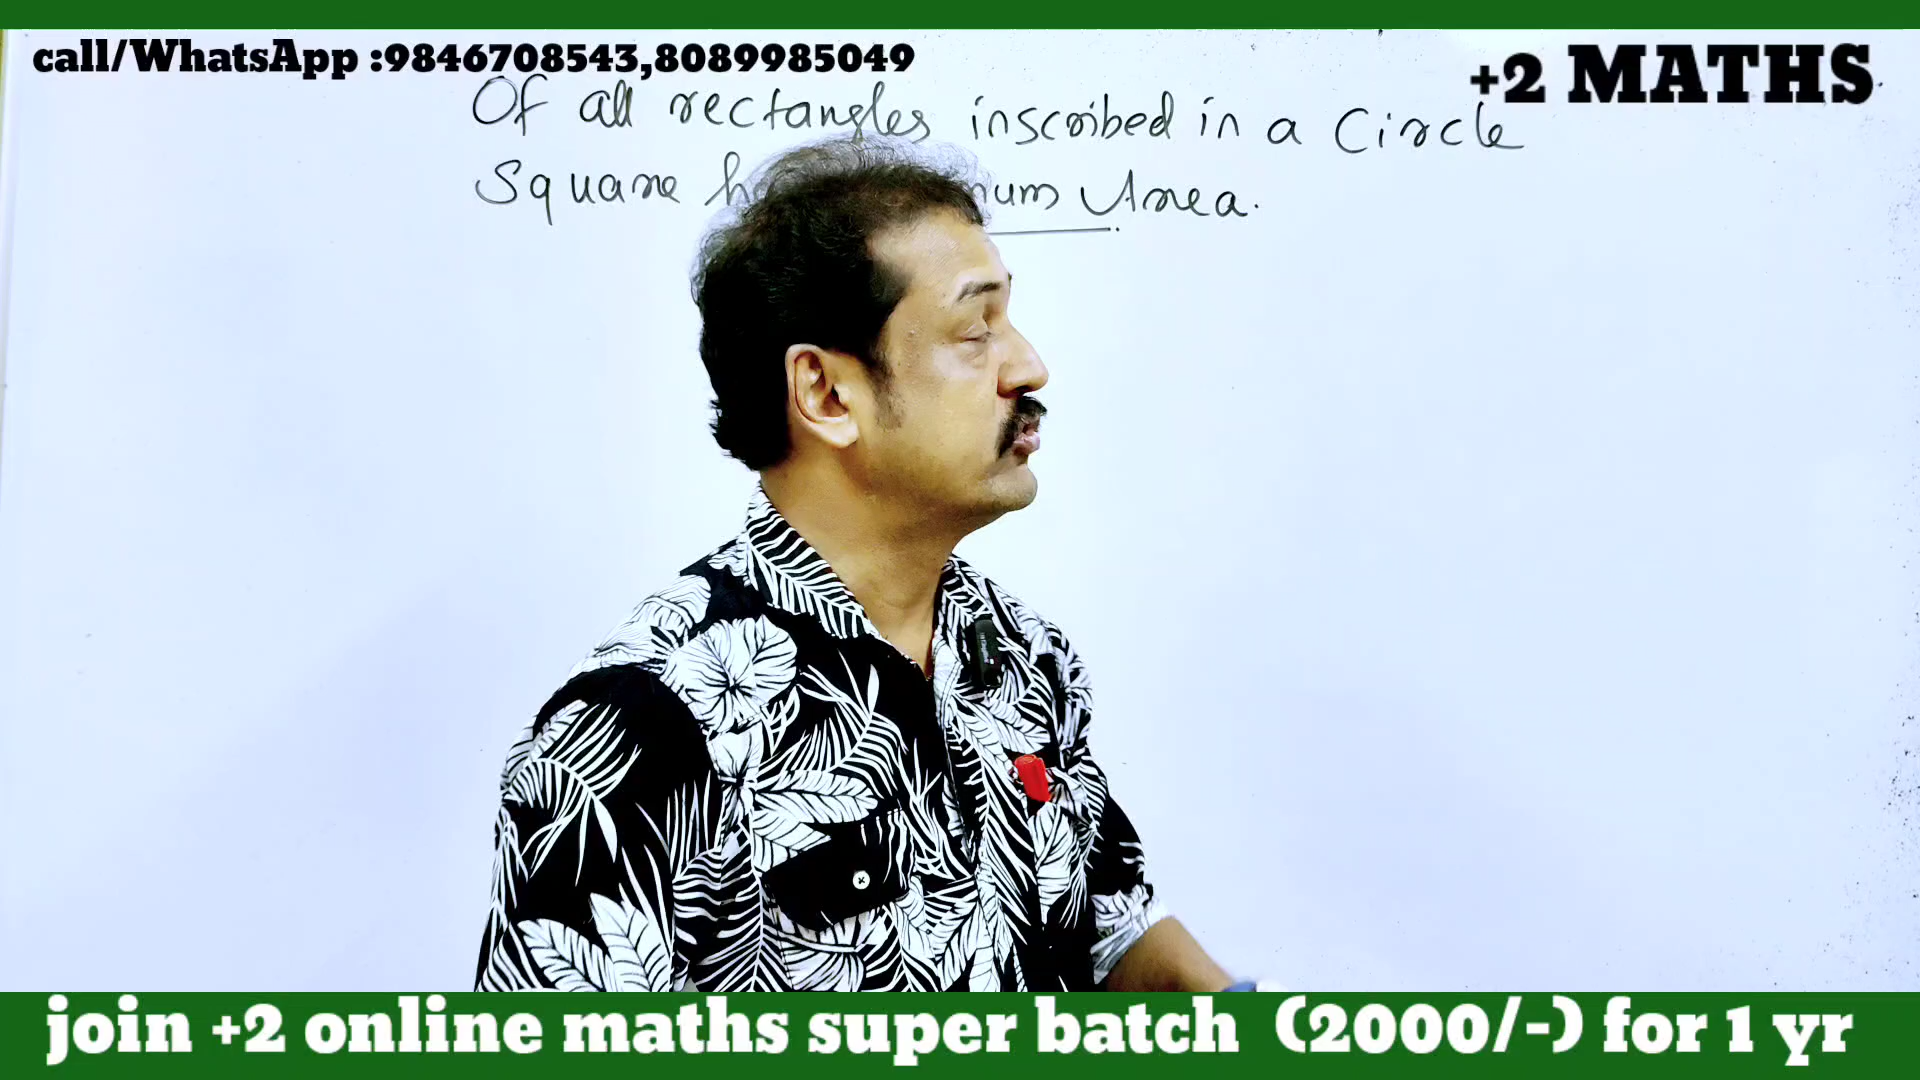 call/WhatsApp :9846708543,8089985049
+2 MATHS
Of all rectangles inscribed in a Circle
Square Area.
join +2 online maths super batch (2000/-) for 1 yr